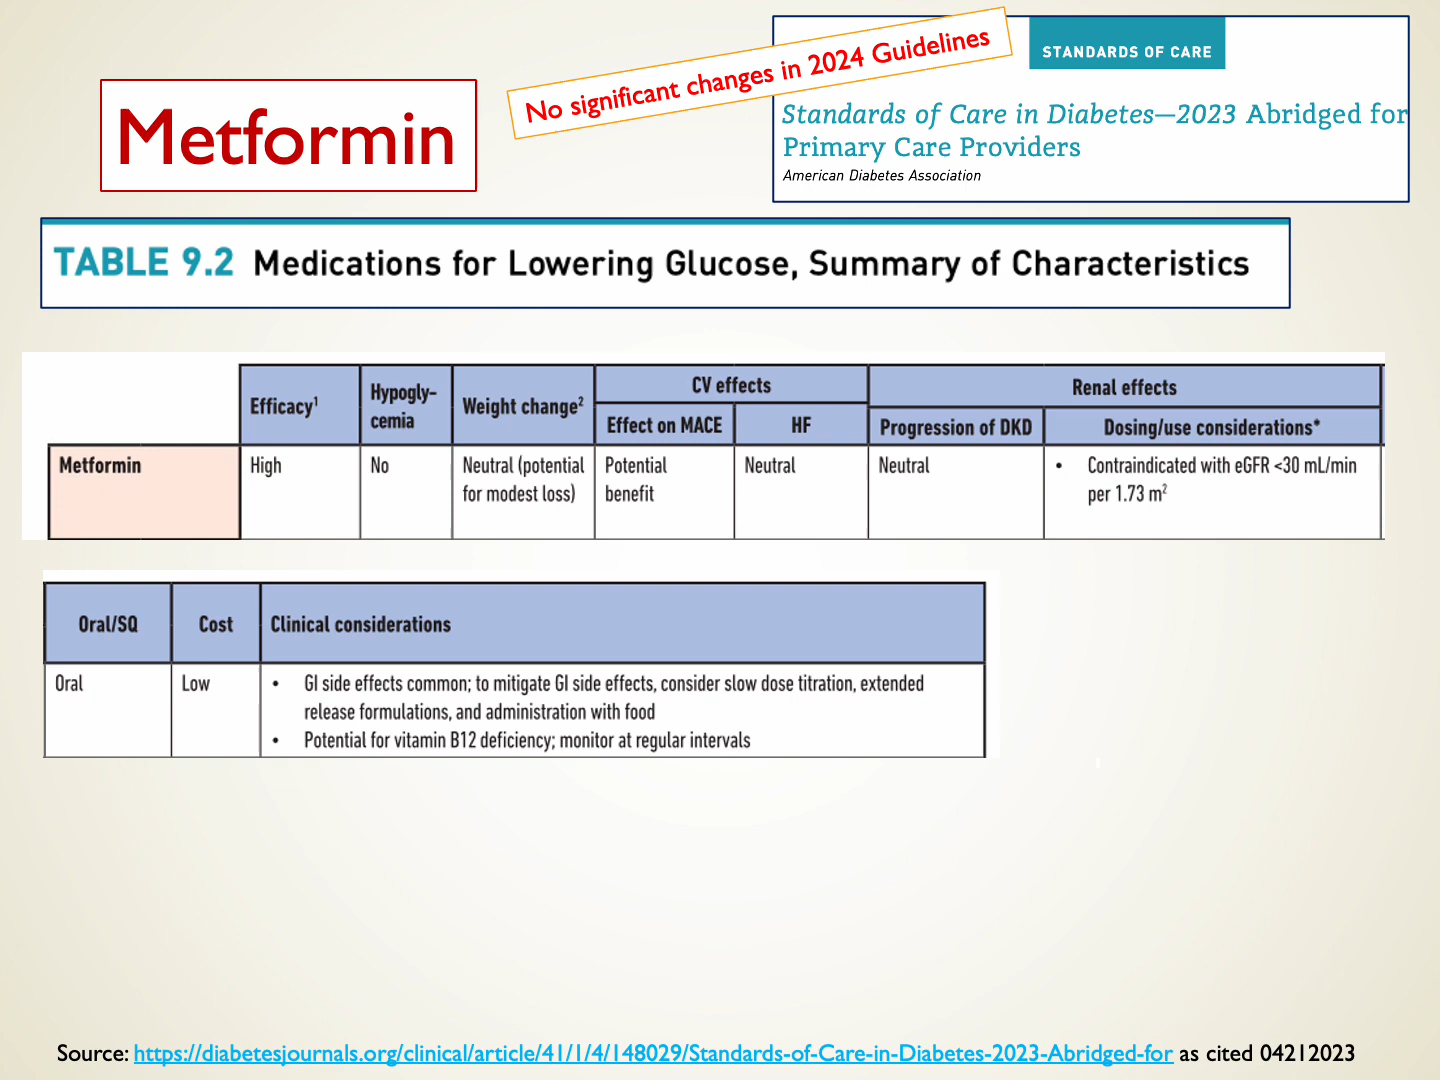 No significant changes in 2024 Guidelines
STANDARDS OF CARE
Metformin
Standards of Care in Diabetes—2023 Abridged for
Primary Care Providers
American Diabetes Association
TABLE 9.2 Medications for Lowering Glucose, Summary of Characteristics
Efficacy¹
Hypogly-
cemia
Weight change²
CV effects
Effect on MACE
HF
Renal effects
Progression of DKD
Dosing/use considerations*
Metformin
High
No
Neutral (potential
for modest loss)
Potential
benefit
Neutral
Neutral
• Contraindicated with eGFR <30 mL/min
per 1.73 m²
Oral/SQ
Cost
Clinical considerations
Oral
Low
• GI side effects common; to mitigate GI side effects, consider slow dose titration, extended
release formulations, and administration with food
• Potential for vitamin B12 deficiency; monitor at regular intervals
Source: https://diabetesjournals.org/clinical/article/41/1/4/148029/Standards-of-Care-in-Diabetes-2023-Abridged-for as cited 04212023